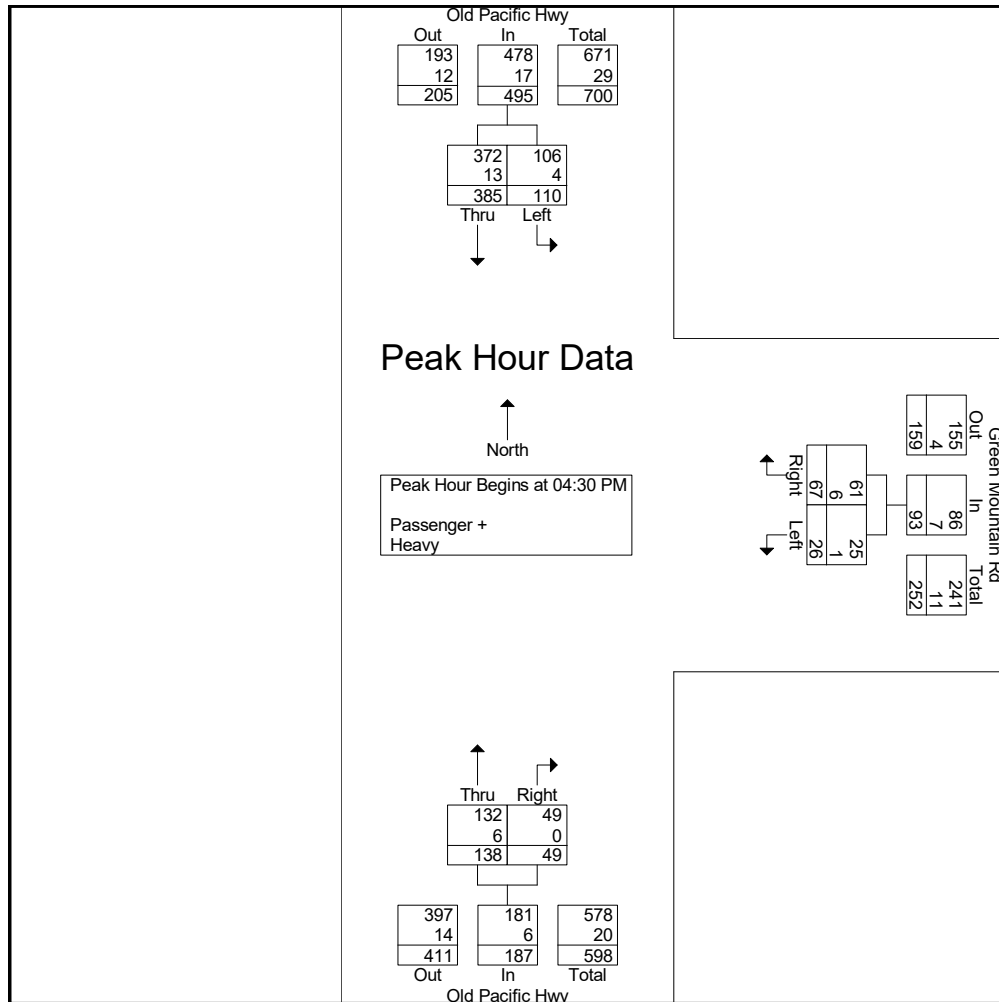 Old Pacific Hwy
Out In Total
193 478 671
12 17 29
205 495 700
372 106
13 4
385 110
Thru Left
Peak Hour Data
North
Peak Hour Begins at 04:30 PM
Passenger +
Heavy
Green Mountain Rd
Out In Total
155 86 241
4 7 11
159 93 252
61 25
6 1
67 26
Right Left
Thru Right
132 49
6 0
138 49
397 181 578
14 6 20
411 187 598
Out In Total
Old Pacific Hwy